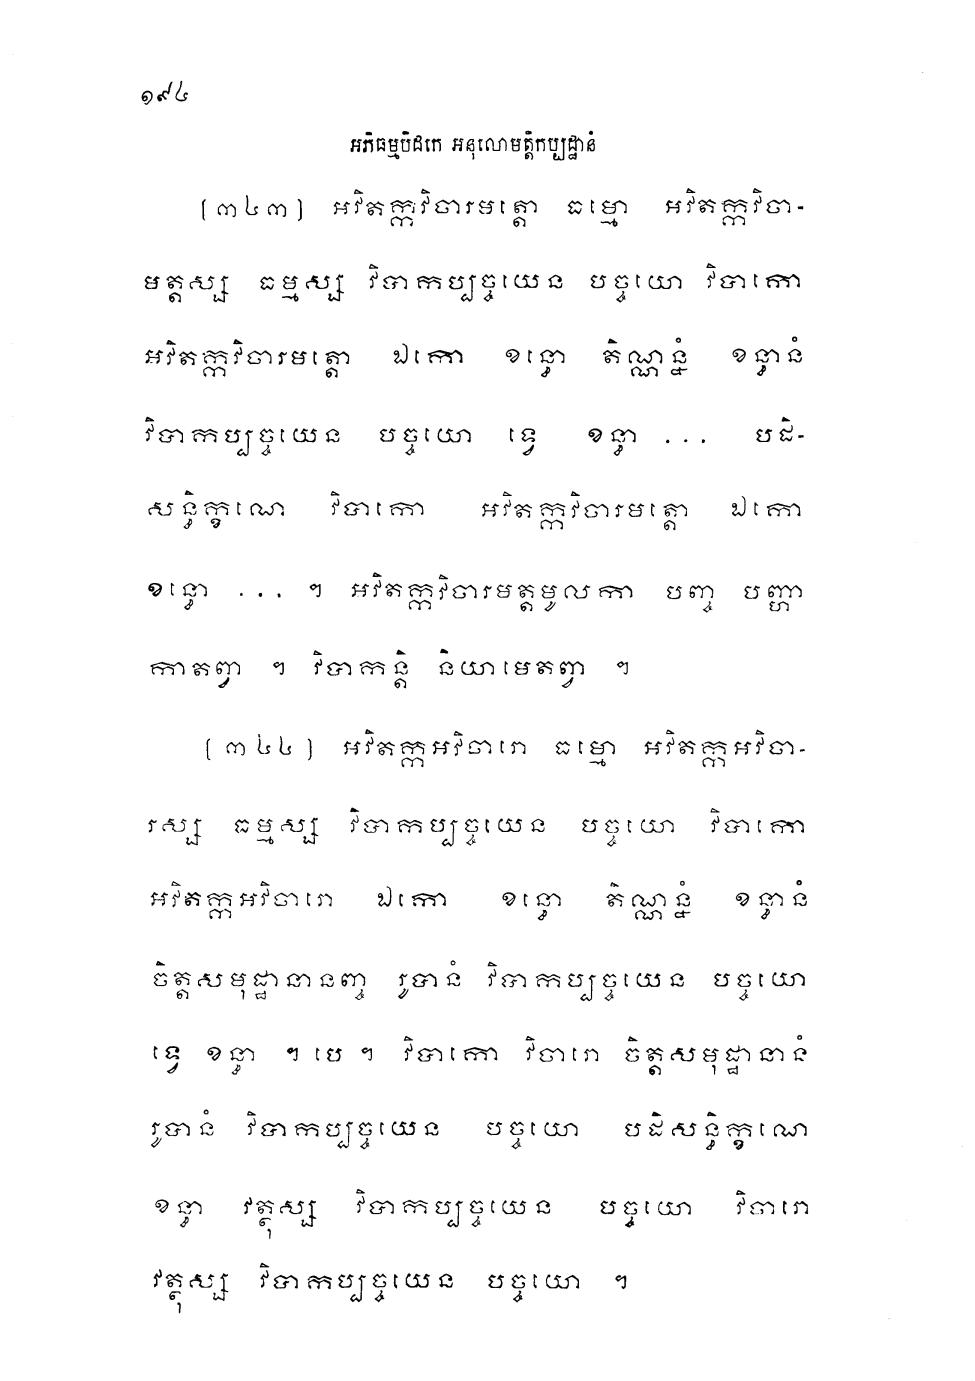 ១៩៤
អភិធម្មបិដកេ អនុលោមត្តិកប្បដ្ឋានំ
(៣៤៣) អវិតក្កវិចារមត្តោ ធម្មោ អវិតក្កវិចា-
មត្តស្ស ធម្មស្ស វិបាកប្បច្ចយេន បច្ចយោ វិបាកោ
អវិតក្កវិចារមត្តោ ឯកោ ខន្ធោ តិណ្ណន្នំ ខន្ធានំ
វិបាកប្បច្ចយេន បច្ចយោ ទ្វេ ខន្ធា ... បដិ-
សន្ធិក្ខណេ វិបាកោ អវិតក្កវិចារមត្តោ ឯកោ
ខន្ធោ ... ។ អវិតក្កវិចារមត្តមូលកា បញ្ច បញ្ហា
កាតព្វា ។ វិបាកន្តិ និយាមេតព្វា ។
(៣៤៤) អវិតក្កអវិចារោ ធម្មោ អវិតក្កអវិចា-
រស្ស ធម្មស្ស វិបាកប្បច្ចយេន បច្ចយោ វិបាកោ
អវិតក្កអវិចារោ ឯកោ ខន្ធោ តិណ្ណន្នំ ខន្ធានំ
ចិត្តសមុដ្ឋានានញ្ច រូបានំ វិបាកប្បច្ចយេន បច្ចយោ
ទ្វេ ខន្ធា ។ បេ ។ វិបាកោ វិចារោ ចិត្តសមុដ្ឋានានំ
រូបានំ វិបាកប្បច្ចយេន បច្ចយោ បដិសន្ធិក្ខណេ
ខន្ធា វត្ថុស្ស វិបាកប្បច្ចយេន បច្ចយោ វិចារោ
វត្ថុស្ស វិបាកប្បច្ចយេន បច្ចយោ ។